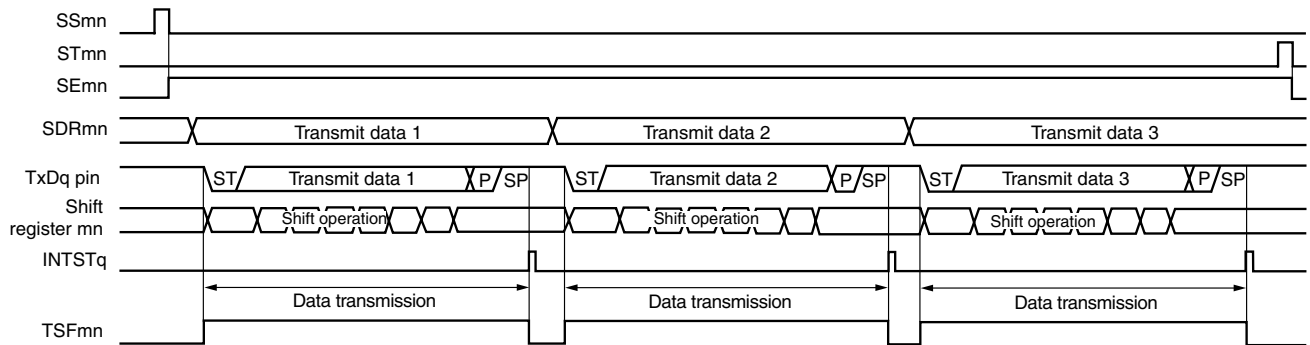 SSmn
STmn
SEmn
SDRmn
Transmit data 1
Transmit data 2
Transmit data 3
TxDq pin
ST
Transmit data 1
P
SP
ST
Transmit data 2
P
SP
ST
Transmit data 3
P
SP
Shift
register mn
Shift operation
Shift operation
Shift operation
INTSTq
Data transmission
Data transmission
Data transmission
TSFmn